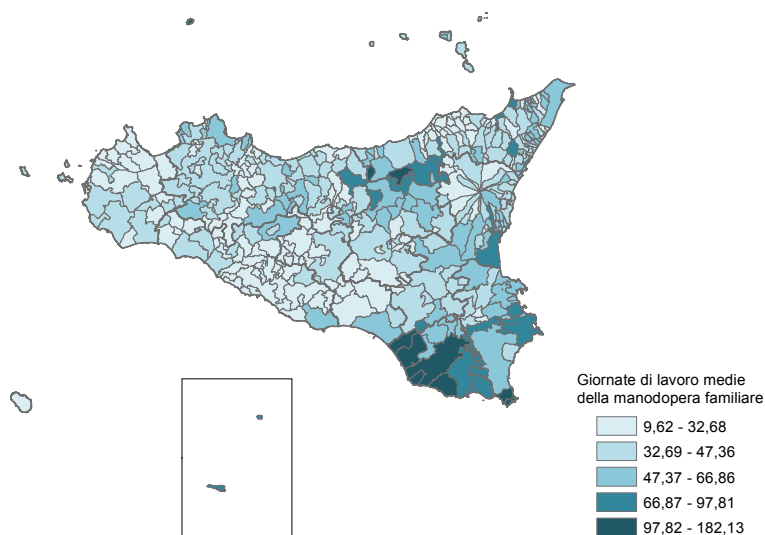 Giornate di lavoro medie
della manodopera familiare
9,62 - 32,68
32,69 - 47,36
47,37 - 66,86
66,87 - 97,81
97,82 - 182,13